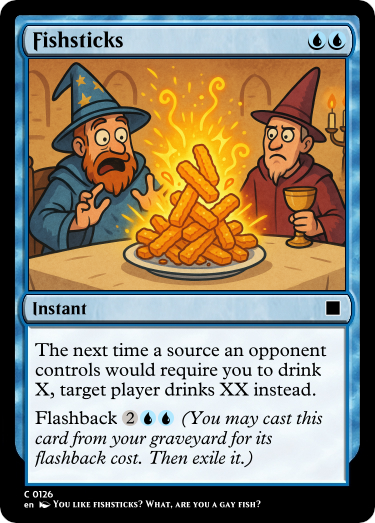 Fishsticks
Instant
The next time a source an opponent
controls would require you to drink
X, target player drinks XX instead.
Flashback 2 (You may cast this
card from your graveyard for its
flashback cost. Then exile it.)
C 0126
en YOU LIKE FISHSTICKS? WHAT, ARE YOU A GAY FISH?